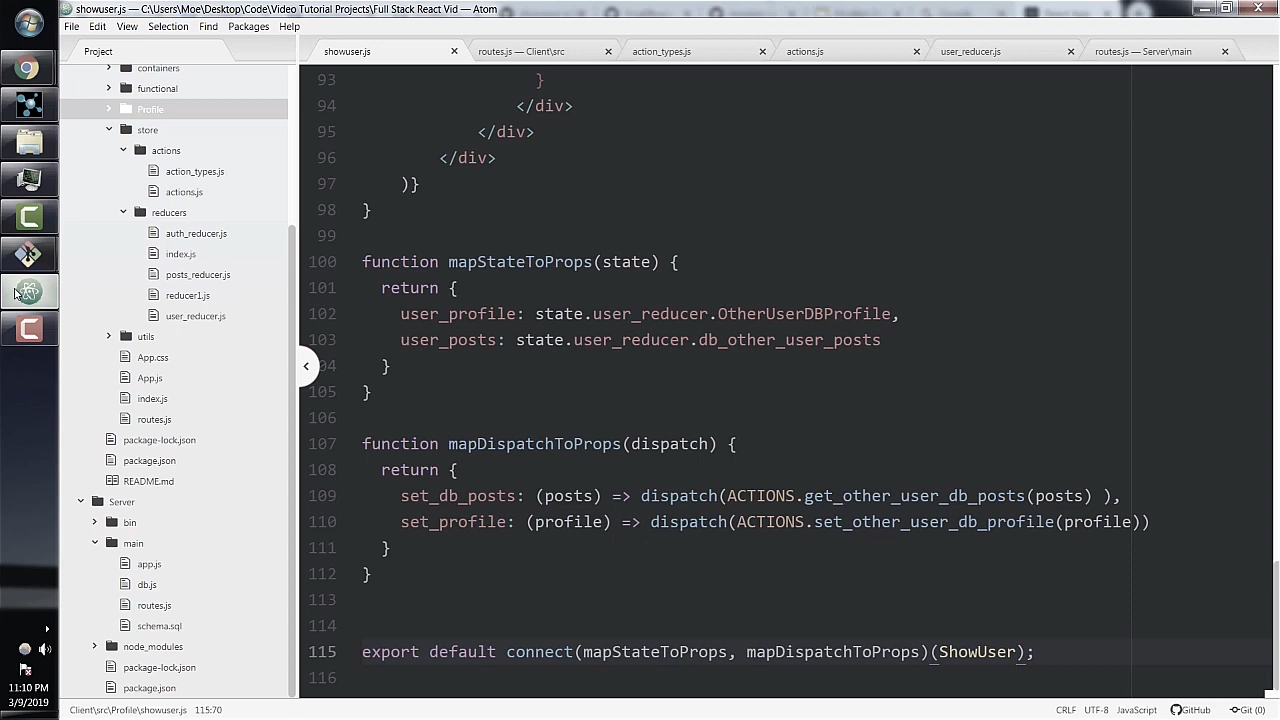 showuser.js — C:\Users\Moe\Desktop\Code\Video Tutorial Projects\Full Stack React Vid — Atom
File Edit View Selection Find Packages Help
Project
showuser.js
routes.js — Client\src
action_types.js
actions.js
user_reducer.js
routes.js — Server\main
containers
functional
Profile
store
actions
action_types.js
actions.js
reducers
auth_reducer.js
index.js
posts_reducer.js
reducer1.js
user_reducer.js
utils
App.css
App.js
index.js
routes.js
package-lock.json
package.json
README.md
Server
bin
main
app.js
db.js
routes.js
schema.sql
node_modules
package-lock.json
package.json
93 }
94 </div>
95 </div>
96 </div>
97 )}
98 }
99
100 function mapStateToProps(state) {
101 return {
102 user_profile: state.user_reducer.OtherUserDBProfile,
103 user_posts: state.user_reducer.db_other_user_posts
04 }
105 }
106
107 function mapDispatchToProps(dispatch) {
108 return {
109 set_db_posts: (posts) => dispatch(ACTIONS.get_other_user_db_posts(posts) ),
110 set_profile: (profile) => dispatch(ACTIONS.set_other_user_db_profile(profile))
111 }
112 }
113
114
115 export default connect(mapStateToProps, mapDispatchToProps)(ShowUser);
116
11:10 PM
3/9/2019
Client\src\Profile\showuser.js 115:70
CRLF UTF-8 JavaScript GitHub Git (0)